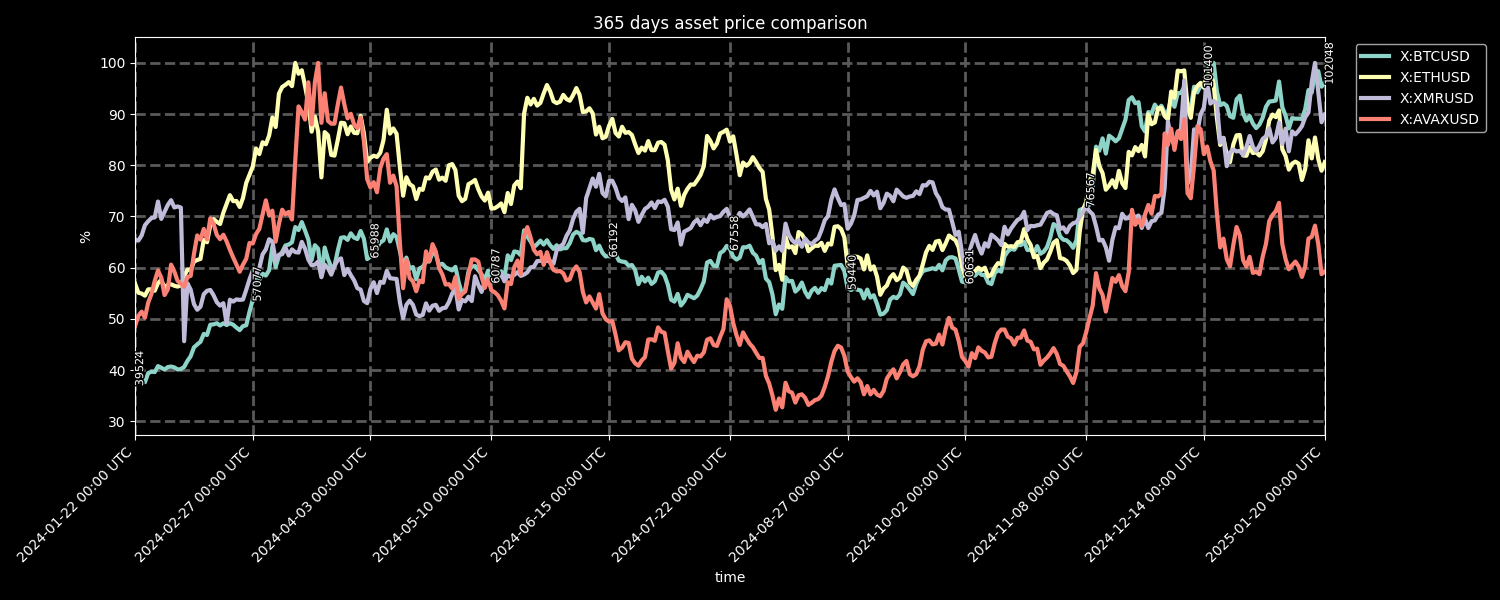 365 days asset price comparison
X:BTCUSD
X:ETHUSD
X:XMRUSD
X:AVAXUSD
%
100
90
80
70
60
50
40
30
39524
57077
65988
60787
66192
67558
59440
60631
76567
101400
102048
2024-01-22 00:00 UTC
2024-02-27 00:00 UTC
2024-04-03 00:00 UTC
2024-05-10 00:00 UTC
2024-06-15 00:00 UTC
2024-07-22 00:00 UTC
2024-08-27 00:00 UTC
2024-10-02 00:00 UTC
2024-11-08 00:00 UTC
2024-12-14 00:00 UTC
2025-01-20 00:00 UTC
time